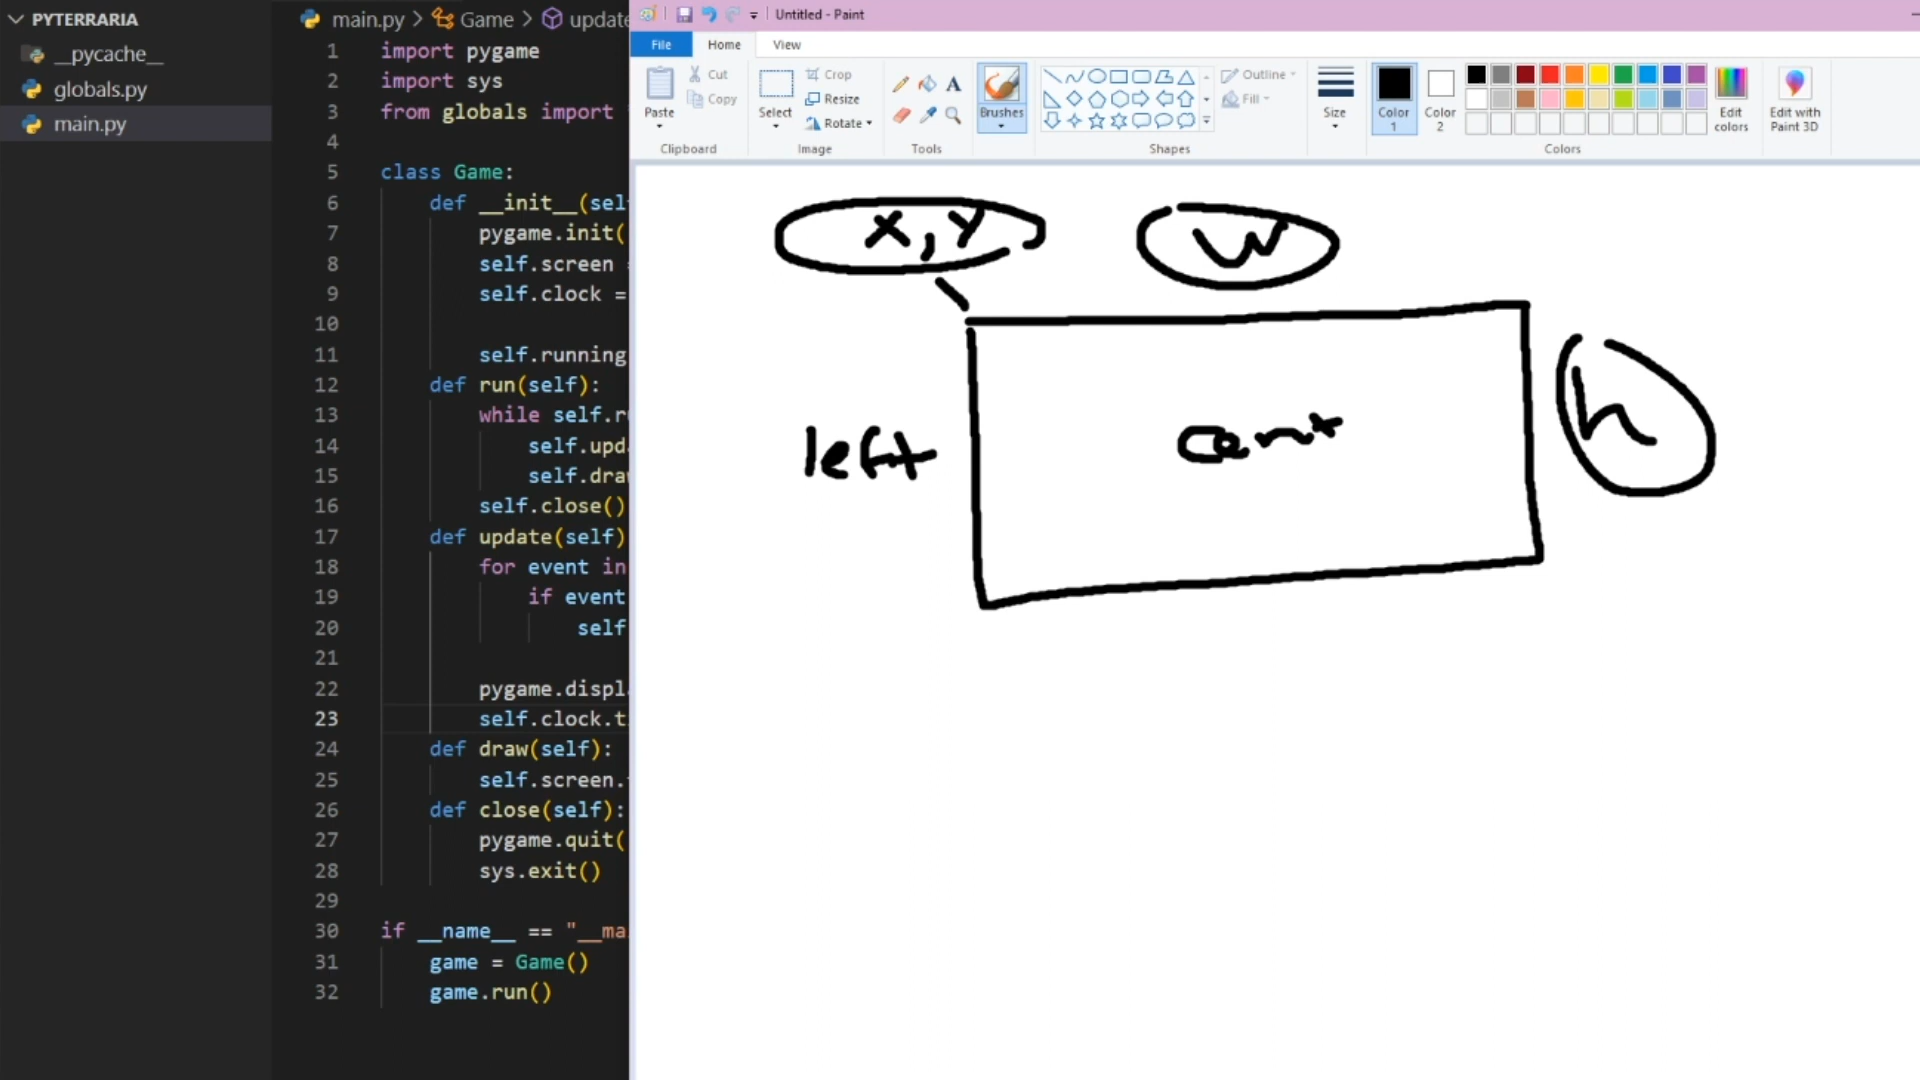 PYTERRARIA
__pycache__
globals.py
main.py
main.py > Game > update
1 import pygame
2 import sys
3 from globals import
4
5 class Game:
6 def __init__(sel
7 pygame.init(
8 self.screen =
9 self.clock =
10
11 self.running
12 def run(self):
13 while self.r
14 self.upd
15 self.dra
16 self.close()
17 def update(self)
18 for event in
19 if event
20 self
21
22 pygame.displ
23 self.clock.t
24 def draw(self):
25 self.screen.
26 def close(self):
27 pygame.quit(
28 sys.exit()
29
30 if __name__ == "__ma
31 game = Game()
32 game.run()
Untitled - Paint
File Home View
Paste
Cut
Copy
Clipboard
Select
Crop
Resize
Rotate
Image
A
Tools
Brushes
Shapes
Outline
Fill
Size
Color 1
Color 2
Edit colors
Edit with Paint 3D
Colors
x, y
w
h
left
cent